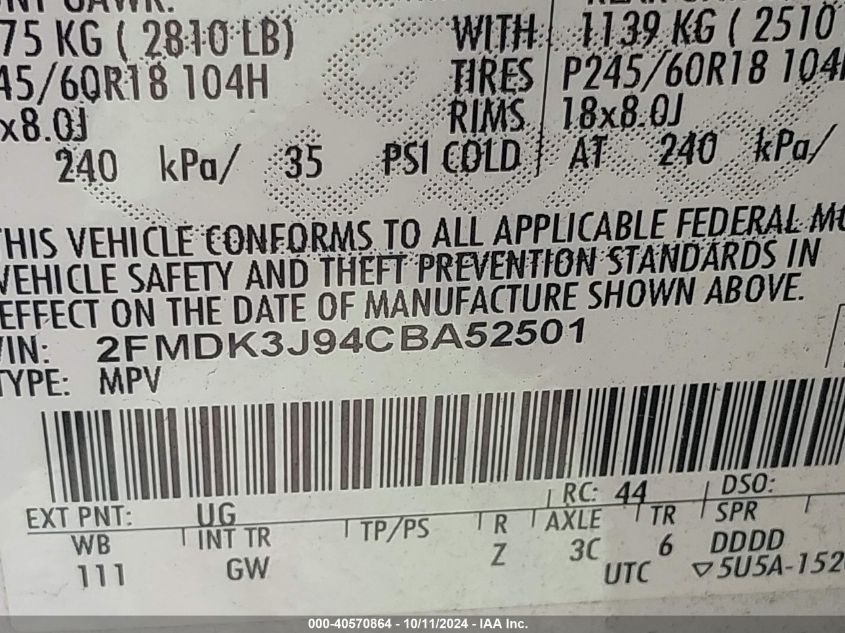 75 KG ( 2810 LB) WITH 1139 KG ( 2510
45/60R18 104H TIRES P245/60R18 104
x8.0J RIMS 18x8.0J
240 kPa/ 35 PSI COLD AT 240 kPa/
THIS VEHICLE CONFORMS TO ALL APPLICABLE FEDERAL MO
VEHICLE SAFETY AND THEFT PREVENTION STANDARDS IN
EFFECT ON THE DATE OF MANUFACTURE SHOWN ABOVE.
VIN: 2FMDK3J94CBA52501
TYPE: MPV
EXT PNT: UG RC: 44 DSO:
WB INT TR TP/PS R AXLE TR SPR
111 GW Z 3C 6 DDDD
UTC ▽5U5A-152
000-40570864 - 10/11/2024 - IAA Inc.